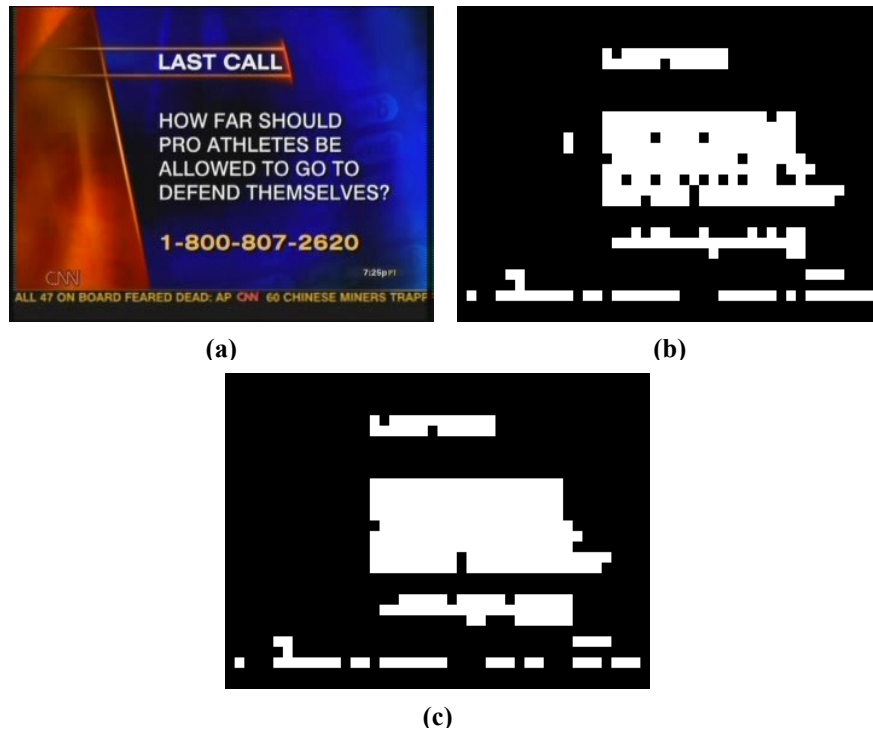 LAST CALL
HOW FAR SHOULD
PRO ATHLETES BE
ALLOWED TO GO TO
DEFEND THEMSELVES?
1-800-807-2620
CNN
7:25pPT
ALL 47 ON BOARD FEARED DEAD: AP CNN 60 CHINESE MINERS TRAPP
(a)
(b)
(c)